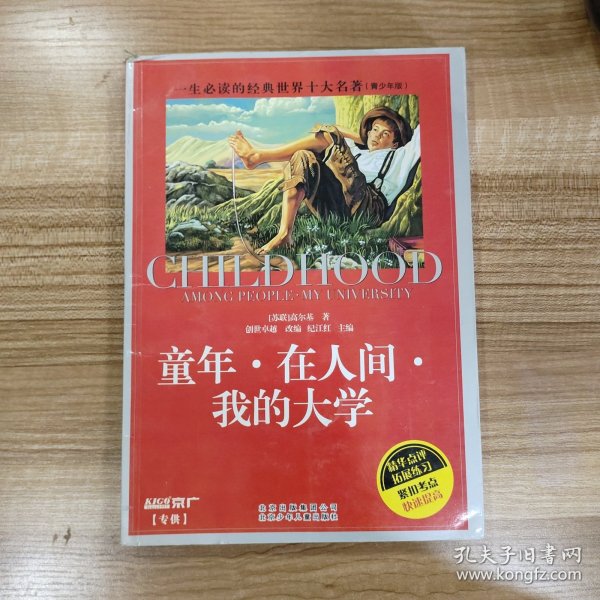 一生必读的经典世界十大名著(青少年版)
CHILDHOOD
AMONG PEOPLE·MY UNIVERSITY
[苏联]高尔基 著
创世卓越 改编 纪江红 主编
童年·在人间·
我的大学
精华点评
拓展练习
紧扣考点
快速提高
KIGO京广
【专供】
北京出版集团公司
北京少年儿童出版社
孔夫子旧书网
www.kongfz.com